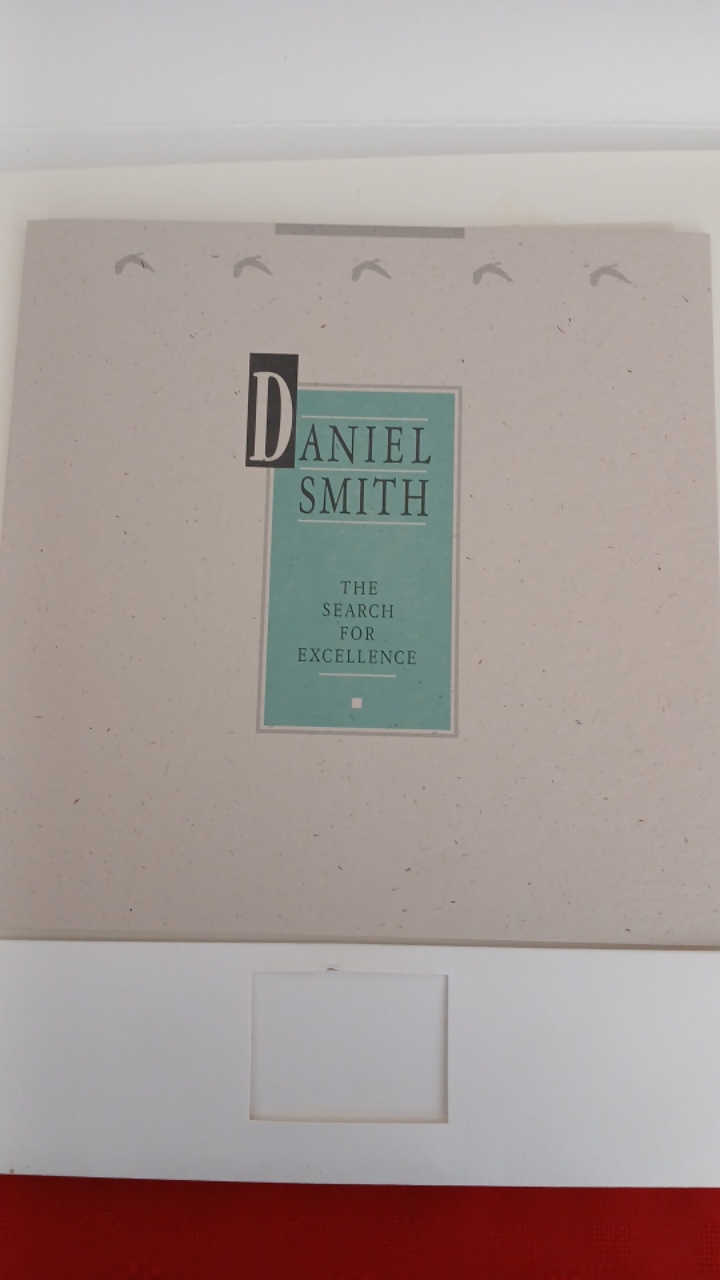 DANIEL
SMITH
THE
SEARCH
FOR
EXCELLENCE